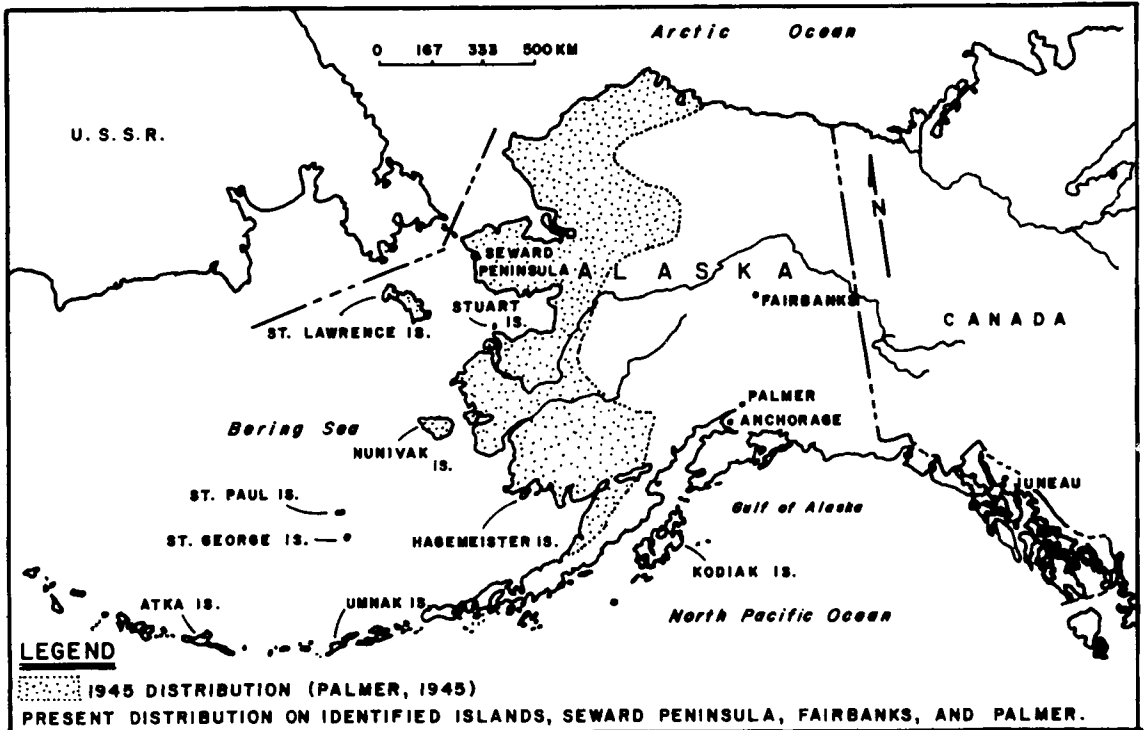 Arctic Ocean
0 167 333 500 KM
U.S.S.R.
N
SEWARD
PENINSULA
ALASKA
FAIRBANKS
STUART
IS.
ST. LAWRENCE IS.
CANADA
PALMER
ANCHORAGE
Bering Sea
NUNIVAK
IS.
JUNEAU
ST. PAUL IS.
Gulf of Alaska
ST. GEORGE IS.
HAGEMEISTER IS.
KODIAK IS.
ATKA IS.
UMNAK IS.
North Pacific Ocean
LEGEND
1945 DISTRIBUTION (PALMER, 1945)
PRESENT DISTRIBUTION ON IDENTIFIED ISLANDS, SEWARD PENINSULA, FAIRBANKS, AND PALMER.